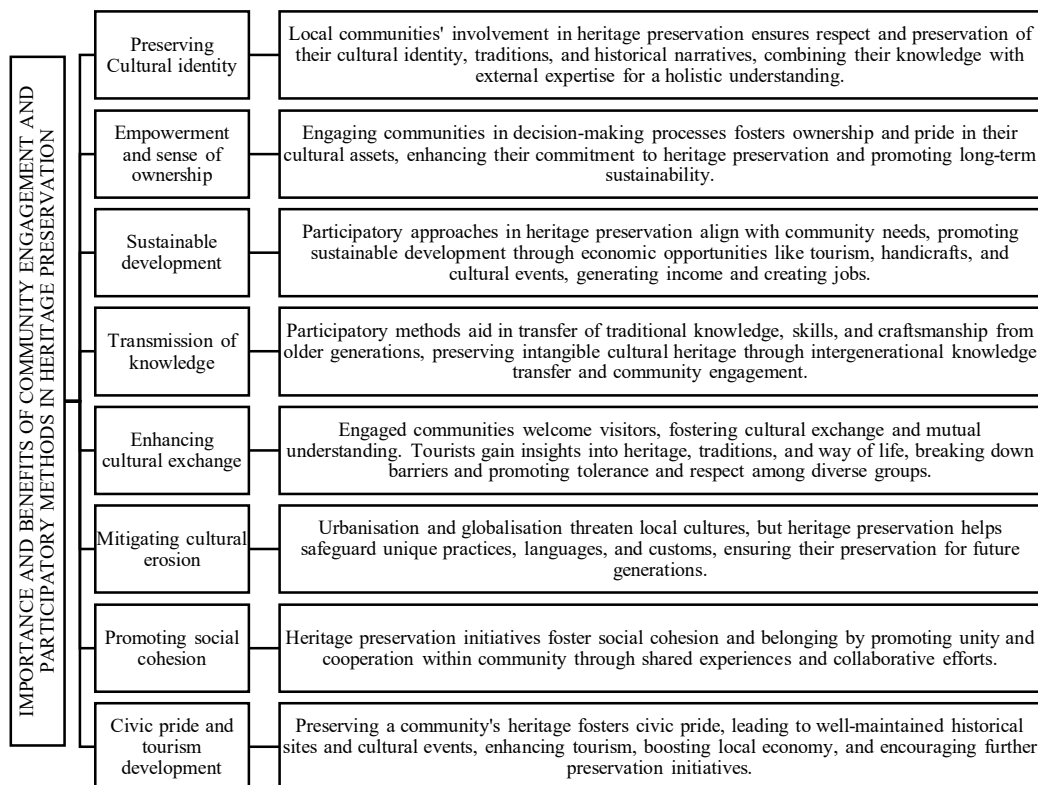 IMPORTANCE AND BENEFITS OF COMMUNITY ENGAGEMENT AND
PARTICIPATORY METHODS IN HERITAGE PRESERVATION
Preserving
Cultural identity
Local communities' involvement in heritage preservation ensures respect and preservation of
their cultural identity, traditions, and historical narratives, combining their knowledge with
external expertise for a holistic understanding.
Empowerment
and sense of
ownership
Engaging communities in decision-making processes fosters ownership and pride in their
cultural assets, enhancing their commitment to heritage preservation and promoting long-term
sustainability.
Sustainable
development
Participatory approaches in heritage preservation align with community needs, promoting
sustainable development through economic opportunities like tourism, handicrafts, and
cultural events, generating income and creating jobs.
Transmission of
knowledge
Participatory methods aid in transfer of traditional knowledge, skills, and craftsmanship from
older generations, preserving intangible cultural heritage through intergenerational knowledge
transfer and community engagement.
Enhancing
cultural exchange
Engaged communities welcome visitors, fostering cultural exchange and mutual
understanding. Tourists gain insights into heritage, traditions, and way of life, breaking down
barriers and promoting tolerance and respect among diverse groups.
Mitigating cultural
erosion
Urbanisation and globalisation threaten local cultures, but heritage preservation helps
safeguard unique practices, languages, and customs, ensuring their preservation for future
generations.
Promoting social
cohesion
Heritage preservation initiatives foster social cohesion and belonging by promoting unity and
cooperation within community through shared experiences and collaborative efforts.
Civic pride and
tourism
development
Preserving a community's heritage fosters civic pride, leading to well-maintained historical
sites and cultural events, enhancing tourism, boosting local economy, and encouraging further
preservation initiatives.